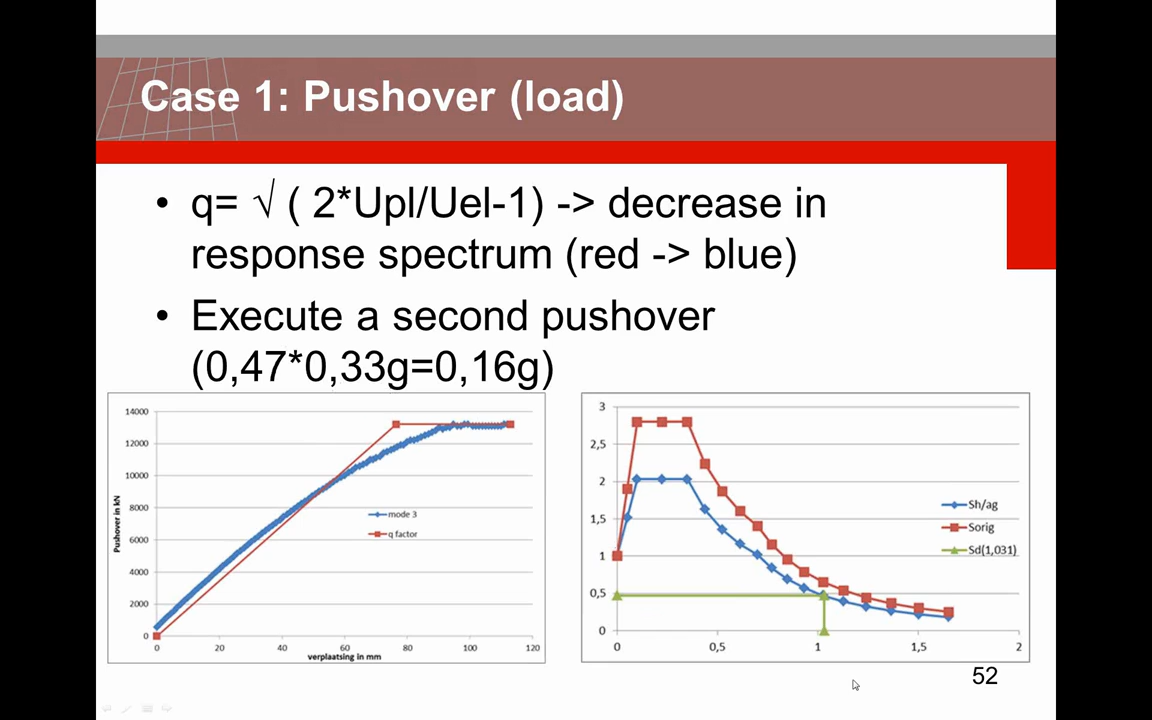 Case 1: Pushover (load)
• q= √ ( 2*Upl/Uel-1) -> decrease in
response spectrum (red -> blue)
• Execute a second pushover
(0,47*0,33g=0,16g)
14000
12000
10000
8000
6000
4000
2000
0
Pushover in kN
mode 3
q factor
0 20 40 60 80 100 120
verplaatsing in mm
3
2,5
2
1,5
1
0,5
0
Sh/ag
Sorig
Sd(1,031)
0 0,5 1 1,5 2
52